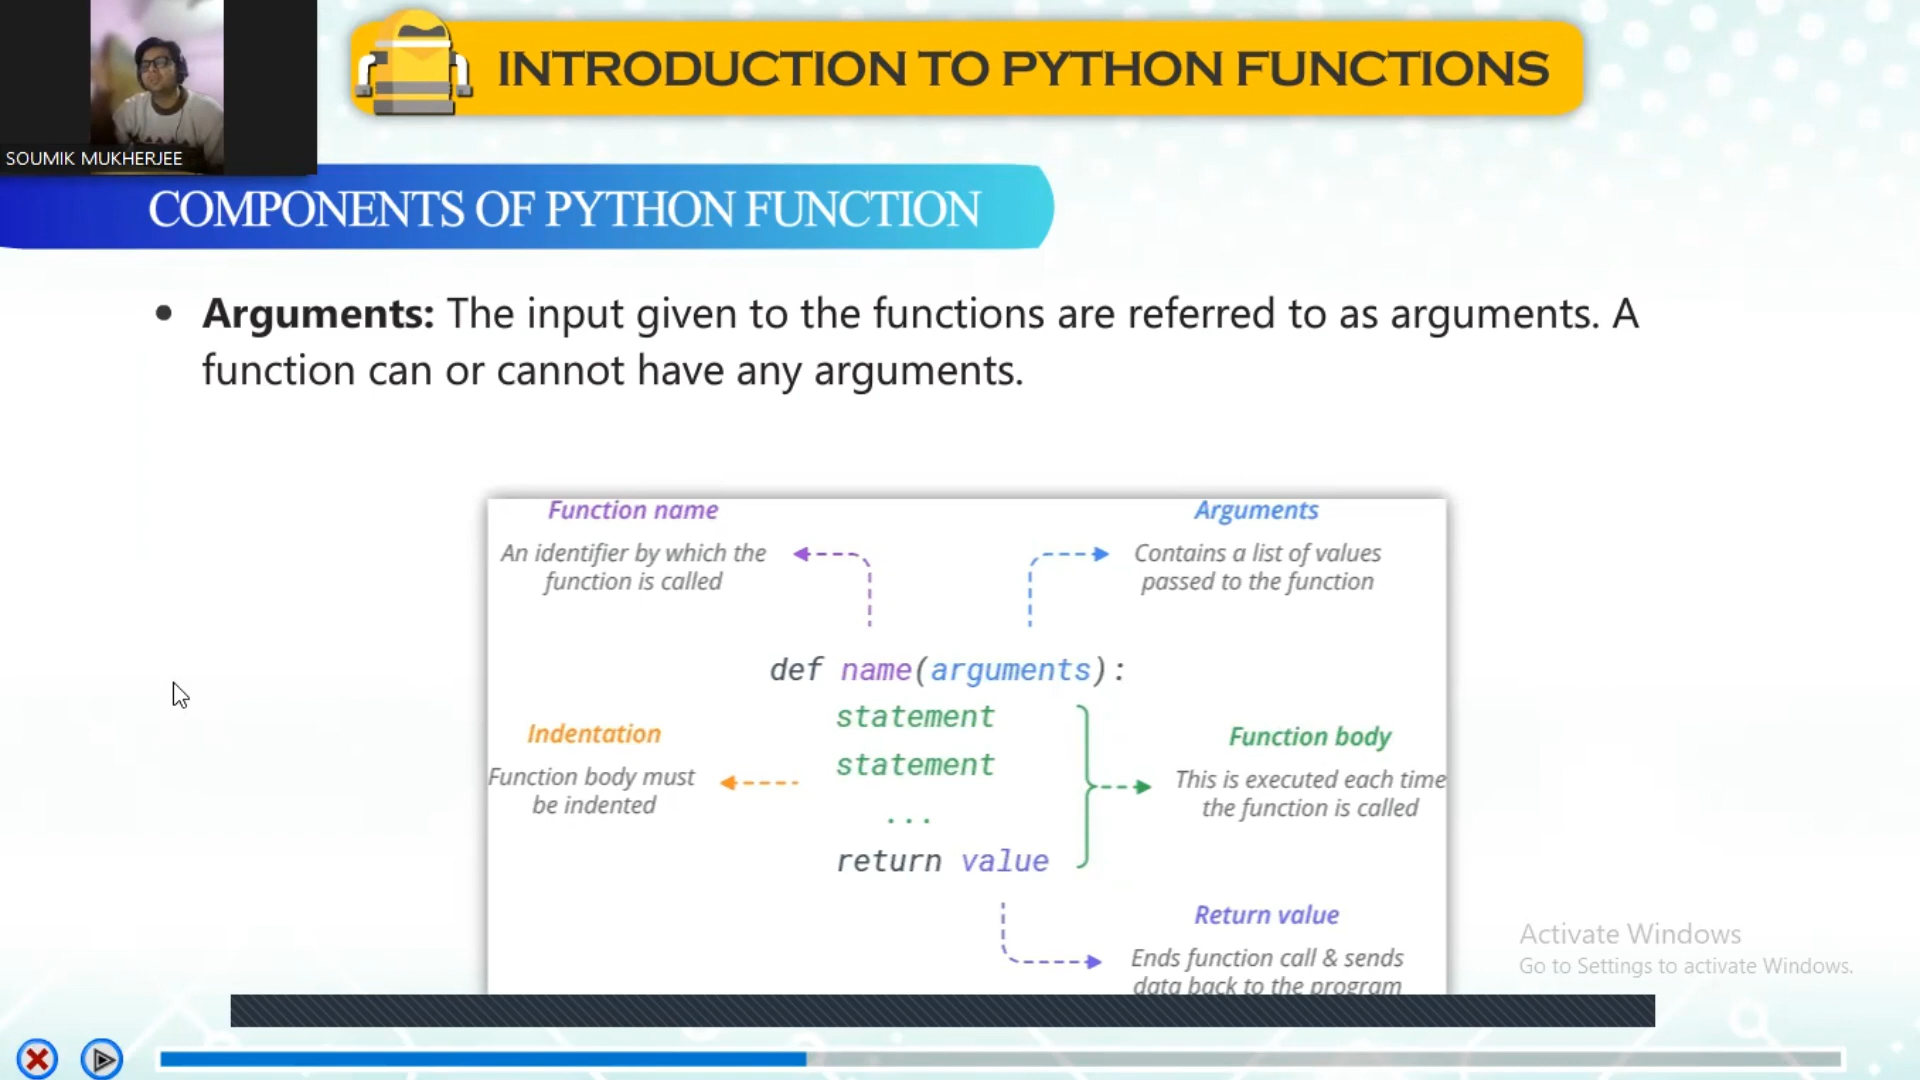 INTRODUCTION TO PYTHON FUNCTIONS
SOUMIK MUKHERJEE
COMPONENTS OF PYTHON FUNCTION
• Arguments: The input given to the functions are referred to as arguments. A
function can or cannot have any arguments.
Function name
An identifier by which the
function is called
Arguments
Contains a list of values
passed to the function
def name(arguments):
statement
statement
...
return value
Indentation
Function body must
be indented
Function body
This is executed each time
the function is called
Return value
Ends function call & sends
data back to the program
Activate Windows
Go to Settings to activate Windows.